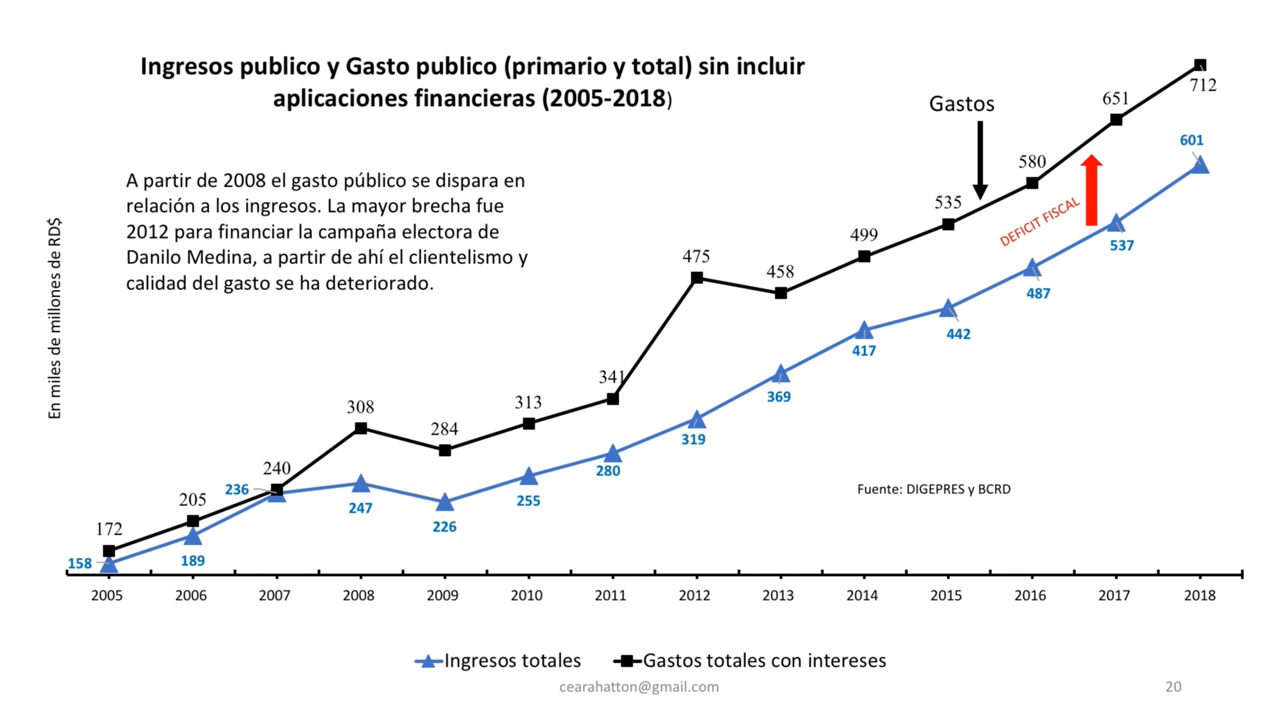 Ingresos publico y Gasto publico (primario y total) sin incluir
aplicaciones financieras (2005-2018)
A partir de 2008 el gasto público se dispara en
relación a los ingresos. La mayor brecha fue
2012 para financiar la campaña electora de
Danilo Medina, a partir de ahí el clientelismo y
calidad del gasto se ha deteriorado.
En miles de millones de RD$
Gastos
DEFICIT FISCAL
172
205
240
308
284
313
341
475
458
499
535
580
651
712
158
189
236
247
226
255
280
319
369
417
442
487
537
601
Fuente: DIGEPRES y BCRD
2005 2006 2007 2008 2009 2010 2011 2012 2013 2014 2015 2016 2017 2018
Ingresos totales Gastos totales con intereses
cearahatton@gmail.com 20